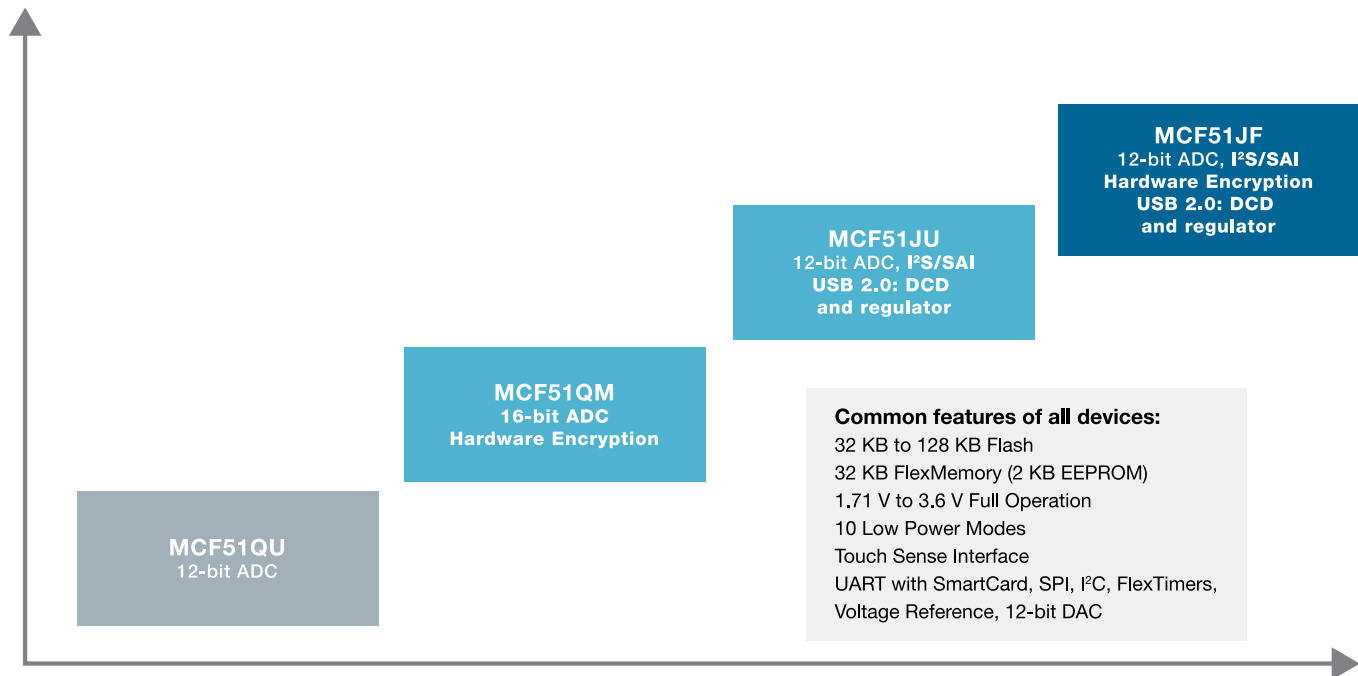 MCF51JF
12-bit ADC, I²S/SAI
Hardware Encryption
USB 2.0: DCD
and regulator
MCF51JU
12-bit ADC, I²S/SAI
USB 2.0: DCD
and regulator
MCF51QM
16-bit ADC
Hardware Encryption
MCF51QU
12-bit ADC
Common features of all devices:
32 KB to 128 KB Flash
32 KB FlexMemory (2 KB EEPROM)
1.71 V to 3.6 V Full Operation
10 Low Power Modes
Touch Sense Interface
UART with SmartCard, SPI, I²C, FlexTimers,
Voltage Reference, 12-bit DAC